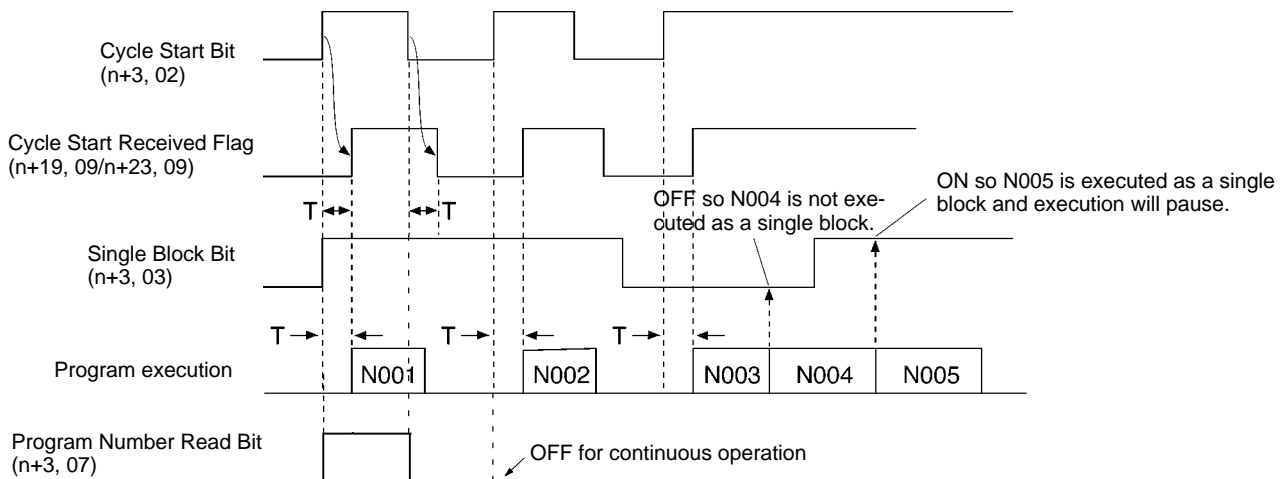 Cycle Start Bit
(n+3, 02)
Cycle Start Received Flag
(n+19, 09/n+23, 09)
ON so N005 is executed as a single
block and execution will pause.
OFF so N004 is not exe-
cuted as a single block.
T
T
Single Block Bit
(n+3, 03)
T
T
T
Program execution
N001
N002
N003
N004
N005
Program Number Read Bit
(n+3, 07)
OFF for continuous operation